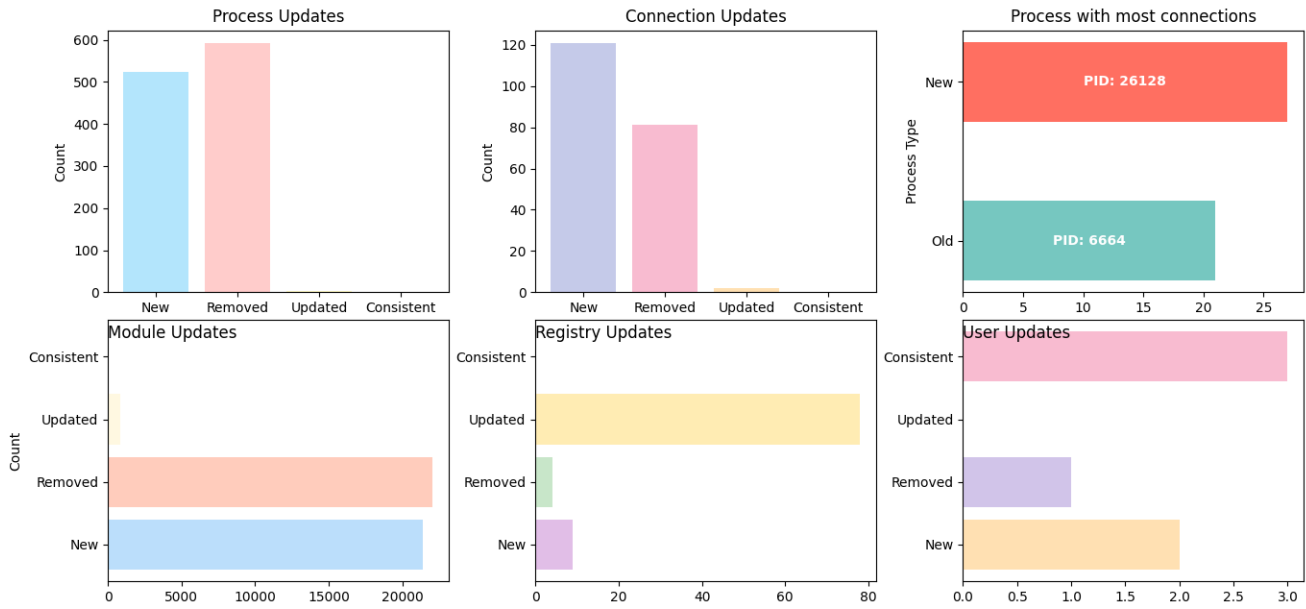 Process Updates
Connection Updates
Process with most connections
600
500
400
300
200
100
0
Count
New Removed Updated Consistent
120
100
80
60
40
20
0
Count
New Removed Updated Consistent
New
Old
Process Type
PID: 26128
PID: 6664
0 5 10 15 20 25
Module Updates
Consistent
Updated
Removed
New
Count
0 5000 10000 15000 20000
Registry Updates
Consistent
Updated
Removed
New
0 20 40 60 80
User Updates
Consistent
Updated
Removed
New
0.0 0.5 1.0 1.5 2.0 2.5 3.0